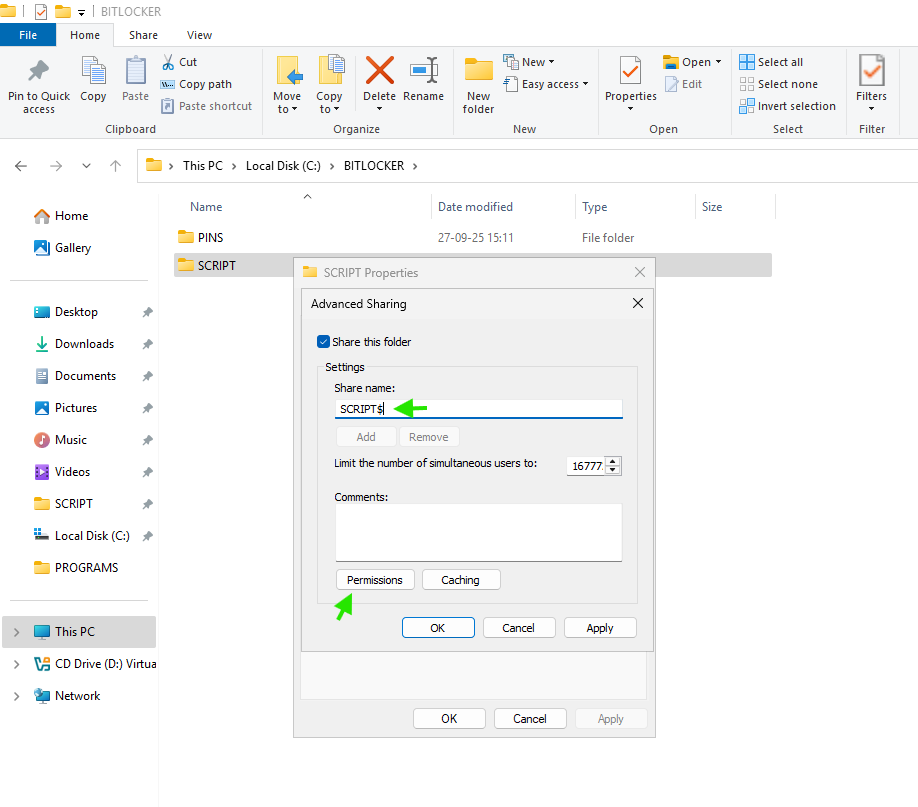 BITLOCKER
File
Home
Share
View
Pin to Quick access
Copy
Paste
Cut
Copy path
Paste shortcut
Clipboard
Move to
Copy to
Delete
Rename
Organize
New folder
New
Easy access
New
Properties
Open
Edit
Open
Select all
Select none
Invert selection
Select
Filters
Filter
This PC
Local Disk (C:)
BITLOCKER
Name
Date modified
Type
Size
PINS
27-09-25 15:11
File folder
SCRIPT
Home
Gallery
Desktop
Downloads
Documents
Pictures
Music
Videos
SCRIPT
Local Disk (C:)
PROGRAMS
This PC
CD Drive (D:) Virtua
Network
SCRIPT Properties
Advanced Sharing
Share this folder
Settings
Share name:
SCRIPT$
Add
Remove
Limit the number of simultaneous users to:
16777
Comments:
Permissions
Caching
OK
Cancel
Apply
OK
Cancel
Apply